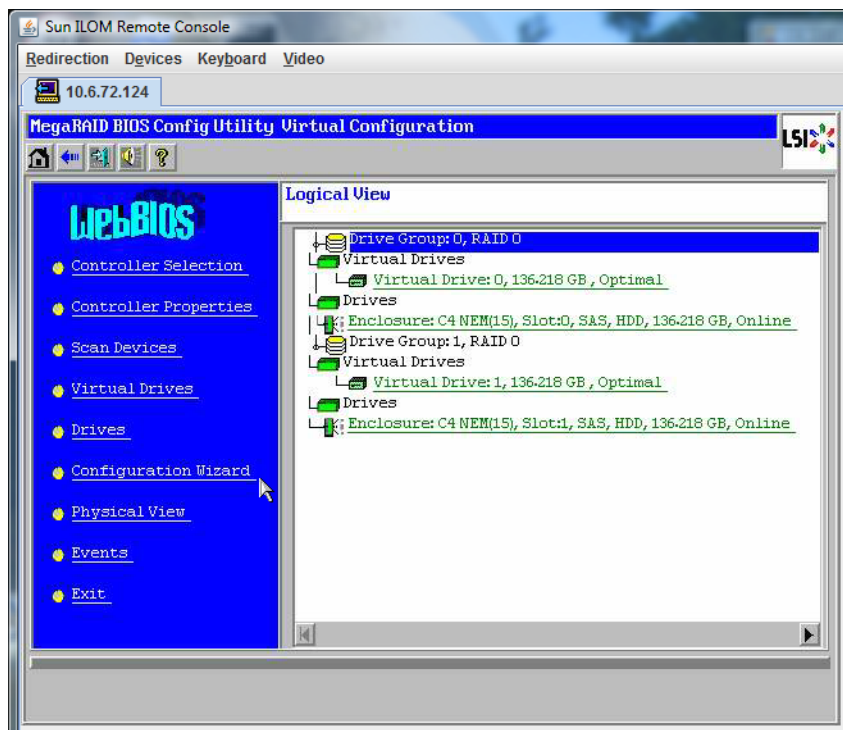 Sun ILOM Remote Console
Redirection Devices Keyboard Video
10.6.72.124
MegaRAID BIOS Config Utility Virtual Configuration
LSI
?
WebBIOS
Logical View
Controller Selection
Controller Properties
Scan Devices
Virtual Drives
Drives
Configuration Wizard
Physical View
Events
Exit
Drive Group: 0, RAID 0
Virtual Drives
Virtual Drive: 0, 136.218 GB , Optimal
Drives
Enclosure: C4 NEM(15), Slot:0, SAS, HDD, 136.218 GB, Online
Drive Group: 1, RAID 0
Virtual Drives
Virtual Drive: 1, 136.218 GB , Optimal
Drives
Enclosure: C4 NEM(15), Slot:1, SAS, HDD, 136.218 GB, Online